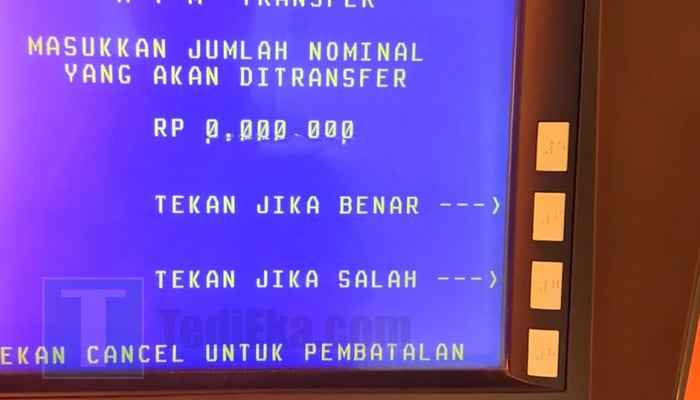 TRANSFER
MASUKKAN JUMLAH NOMINAL
YANG AKAN DITRANSFER
RP 0.000.000
TEKAN JIKA BENAR --->
TEKAN JIKA SALAH --->
T TediEka.com
EKAN CANCEL UNTUK PEMBATALAN